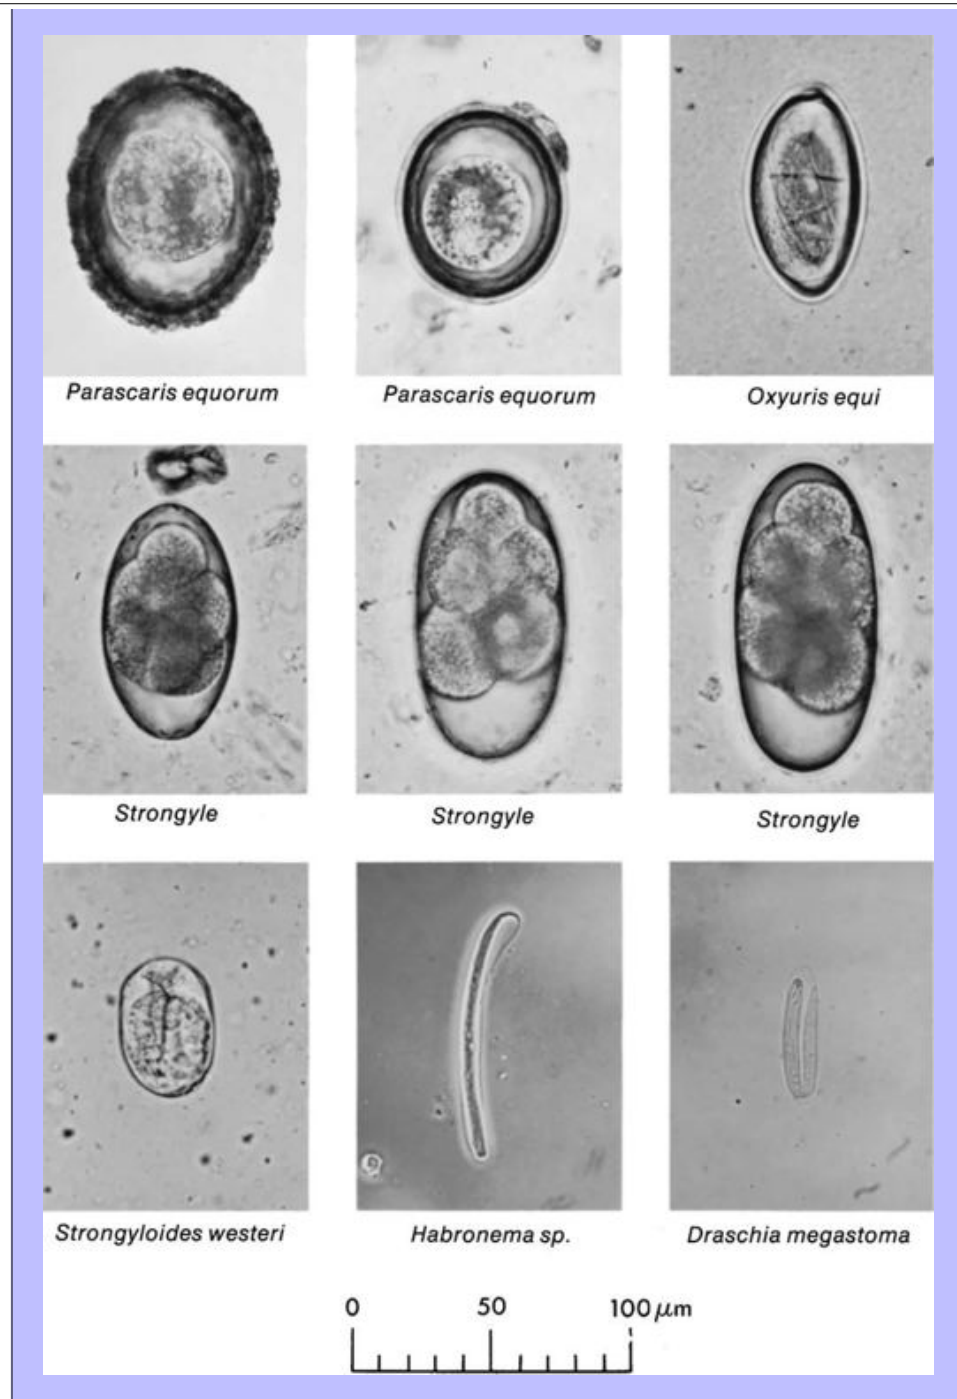 Parascaris equorum
Parascaris equorum
Oxyuris equi
Strongyle
Strongyle
Strongyle
Strongyloides westeri
Habronema sp.
Draschia megastoma
0 50 100 μm